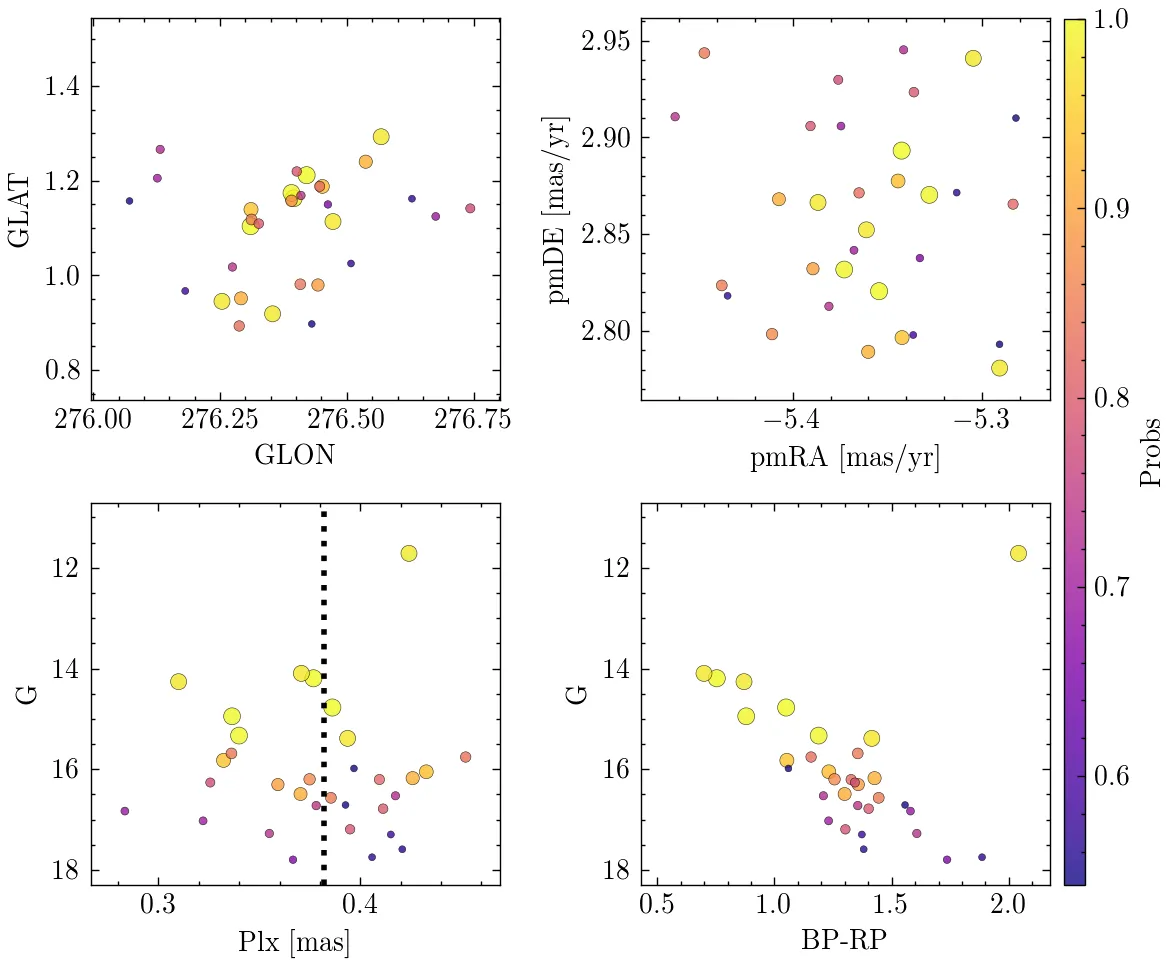 1.4
1.2
1.0
0.8
GLAT
276.00 276.25 276.50 276.75
GLON
2.95
2.90
2.85
2.80
pmDE [mas/yr]
−5.4 −5.3
pmRA [mas/yr]
1.0
0.9
0.8
0.7
0.6
Probs
12
14
16
18
G
0.3 0.4
Plx [mas]
12
14
16
18
G
0.5 1.0 1.5 2.0
BP-RP